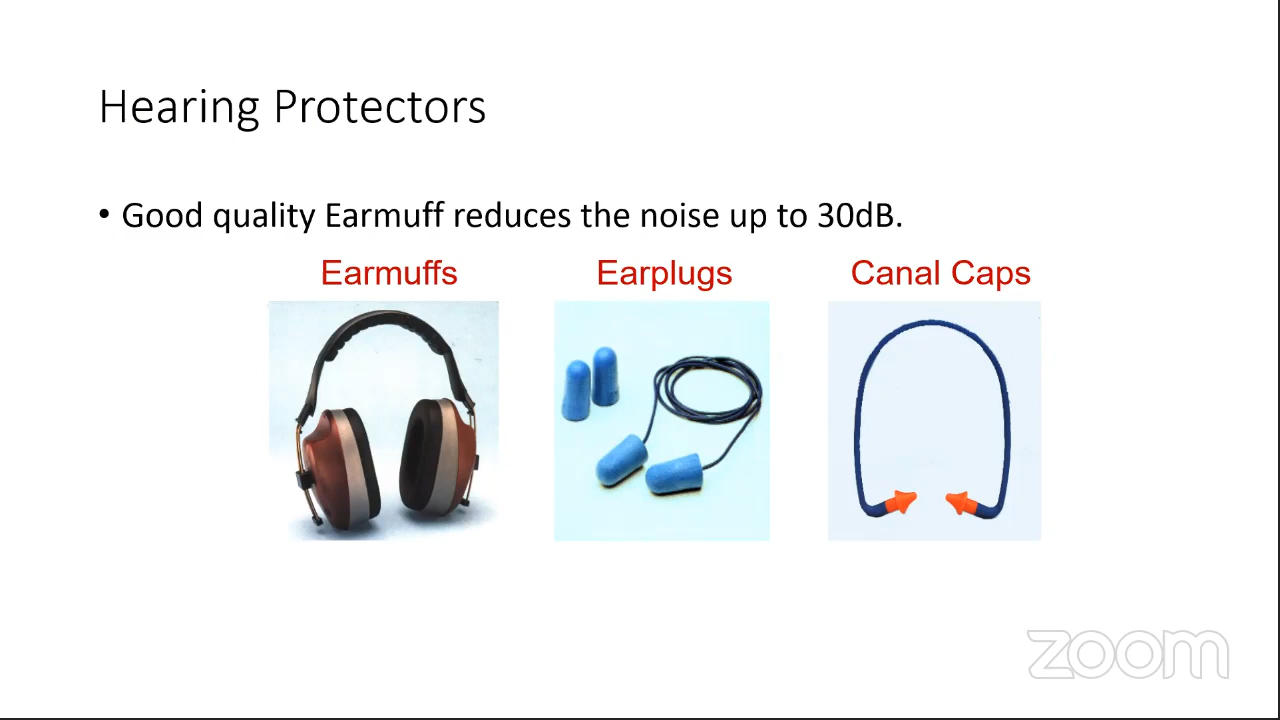 Hearing Protectors
• Good quality Earmuff reduces the noise up to 30dB.
Earmuffs Earplugs Canal Caps
zoom